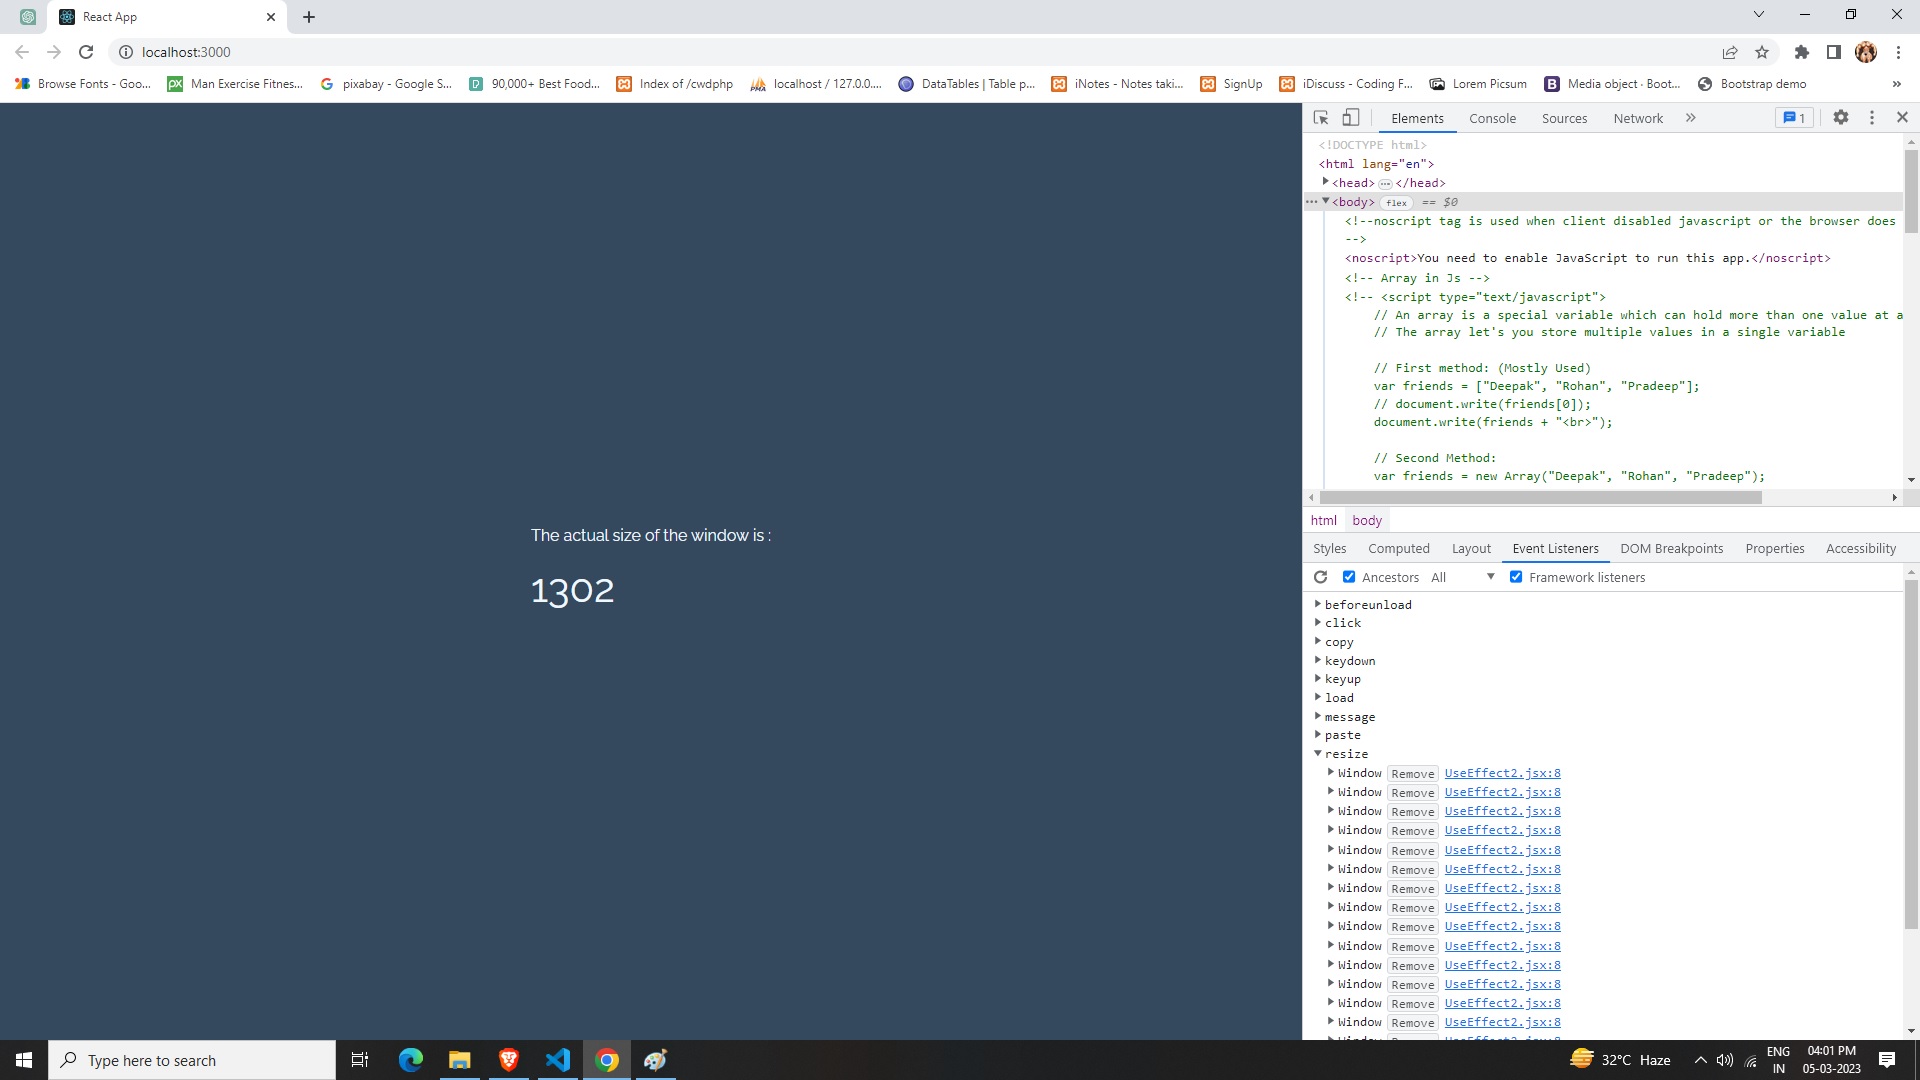 React App
localhost:3000
Browse Fonts - Goo... Man Exercise Fitnes... pixabay - Google S... 90,000+ Best Food... Index of /cwdphp localhost / 127.0.0.... DataTables | Table p... iNotes - Notes taki... SignUp iDiscuss - Coding F... Lorem Picsum Media object · Boot... Bootstrap demo »
Elements Console Sources Network » 1
<!DOCTYPE html>
<html lang="en">
<head>…</head>
… <body> flex == $0
<!--noscript tag is used when client disabled javascript or the browser does
-->
<noscript>You need to enable JavaScript to run this app.</noscript>
<!-- Array in Js -->
<!-- <script type="text/javascript">
// An array is a special variable which can hold more than one value at a
// The array let's you store multiple values in a single variable
// First method: (Mostly Used)
var friends = ["Deepak", "Rohan", "Pradeep"];
// document.write(friends[0]);
document.write(friends + "<br>");
// Second Method:
var friends = new Array("Deepak", "Rohan", "Pradeep");
html body
Styles Computed Layout Event Listeners DOM Breakpoints Properties Accessibility
Ancestors All Framework listeners
beforeunload
click
copy
keydown
keyup
load
message
paste
resize
Window Remove UseEffect2.jsx:8
Window Remove UseEffect2.jsx:8
Window Remove UseEffect2.jsx:8
Window Remove UseEffect2.jsx:8
Window Remove UseEffect2.jsx:8
Window Remove UseEffect2.jsx:8
Window Remove UseEffect2.jsx:8
Window Remove UseEffect2.jsx:8
Window Remove UseEffect2.jsx:8
Window Remove UseEffect2.jsx:8
Window Remove UseEffect2.jsx:8
Window Remove UseEffect2.jsx:8
Window Remove UseEffect2.jsx:8
Window Remove UseEffect2.jsx:8
The actual size of the window is :
1302
Type here to search
32°C Haze
ENG
IN
04:01 PM
05-03-2023